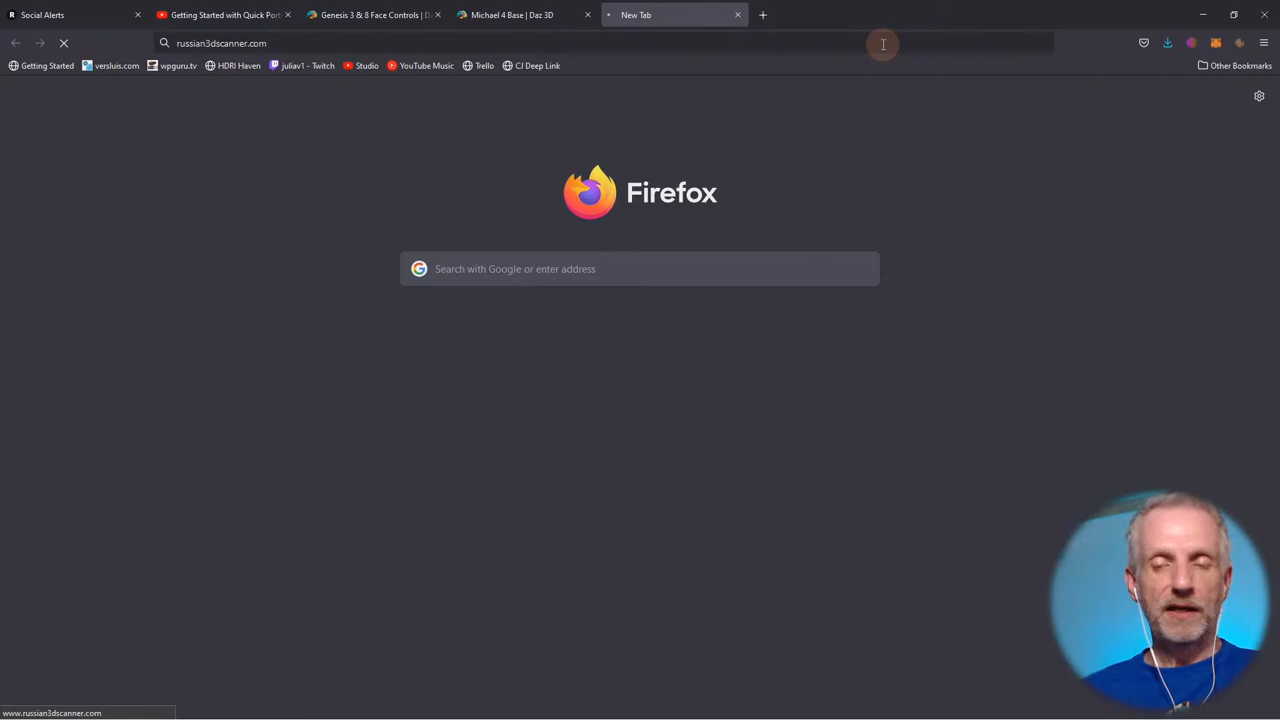 Social Alerts
Getting Started with Quick Port
Genesis 3 & 8 Face Controls | Da
Michael 4 Base | Daz 3D
New Tab
russian3dscanner.com
Getting Started
versluis.com
wpguru.tv
HDRI Haven
juliav1 - Twitch
Studio
YouTube Music
Trello
CJ Deep Link
Other Bookmarks
Firefox
Search with Google or enter address
www.russian3dscanner.com